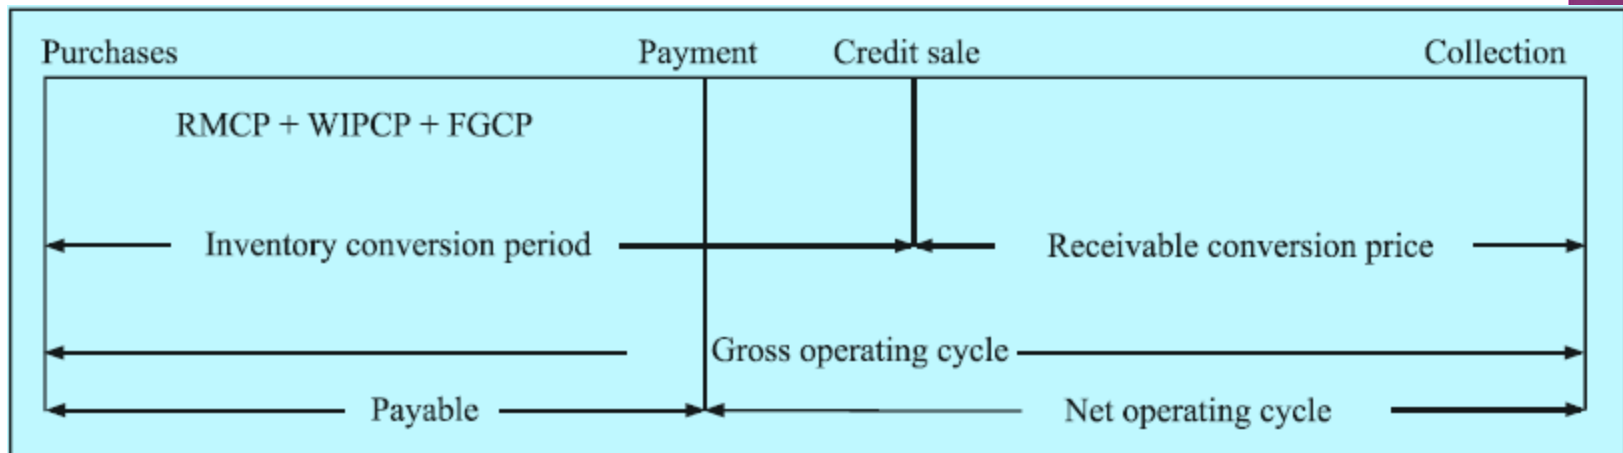 Purchases Payment Credit sale Collection
RMCP + WIPCP + FGCP
Inventory conversion period Receivable conversion price
Gross operating cycle
Payable Net operating cycle